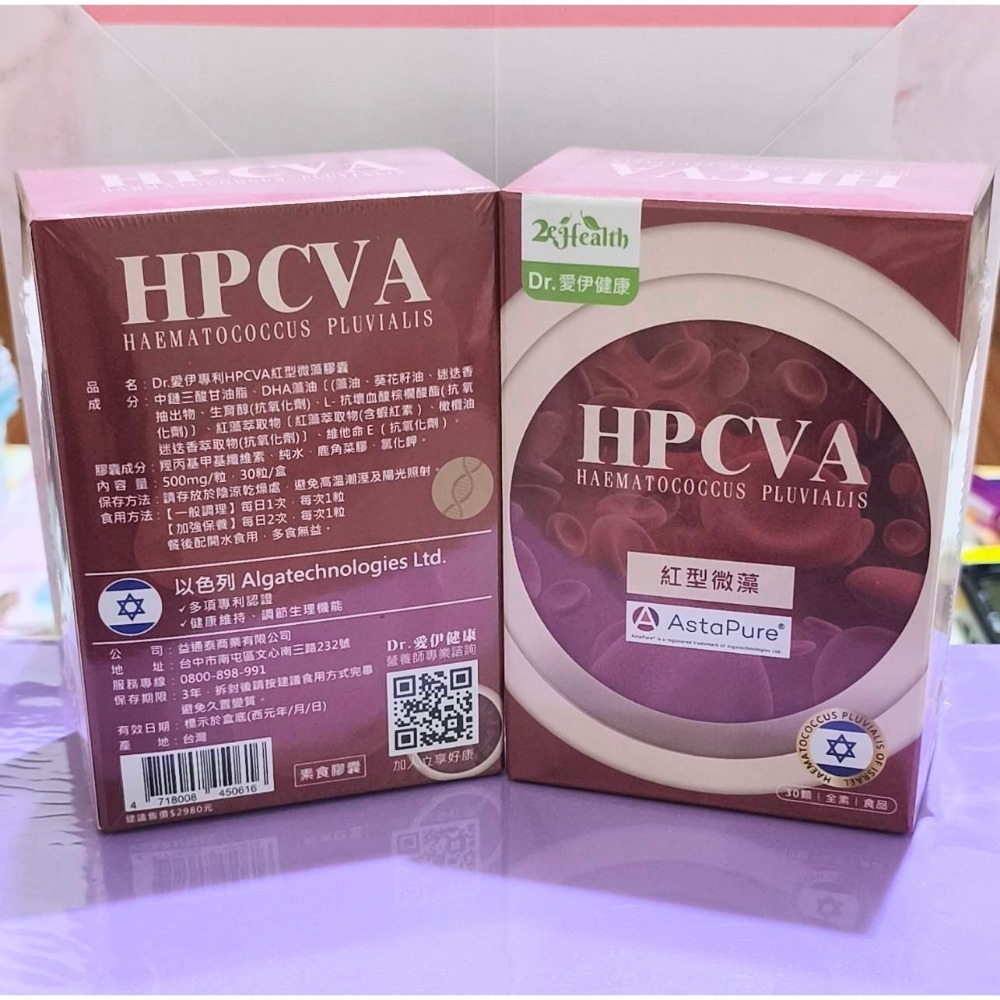 HPCVA
HAEMATOCOCCUS PLUVIALIS
品名：Dr.愛伊專利HPCVA紅型微藻膠囊
成分：中鏈三酸甘油脂、DHA藻油〔(藻油、葵花籽油、迷迭香
抽出物、生育醇(抗氧化劑)、L-抗壞血酸棕櫚酸酯(抗氧
化劑)〕、紅藻萃取物〔紅藻萃取物(含蝦紅素)、橄欖油
迷迭香萃取物(抗氧化劑)〕、維他命E(抗氧化劑)。
膠囊成分：羥丙基甲基纖維素、純水、鹿角菜膠、氯化鉀。
內容量：500mg/粒，30粒/盒
保存方法：請存放於陰涼乾燥處，避免高溫潮溼及陽光照射。
食用方法：【一般調理】每日1次，每次1粒
【加強保養】每日2次，每次1粒
餐後配開水食用，多食無益。
以色列 Algatechnologies Ltd.
✓多項專利認證
✓健康維持、調節生理機能
公司：益通泰商業有限公司
地址：台中市南屯區文心南三路232號
服務專線：0800-898-991
保存期限：3年，拆封後請按建議食用方式完畢
避免久置變質。
有效日期：標示於盒底(西元年/月/日)
產地：台灣
Dr.愛伊健康
營養師專業諮詢
加入立享好康
素食膠囊
4 718008 450616
建議售價$2980元
HPCVA
2eHealth
Dr.愛伊健康
HPCVA
HAEMATOCOCCUS PLUVIALIS
紅型微藻
AstaPure®
AstaPure® is a registered trademark of Algatechnologies Ltd.
HAEMATOCOCCUS PLUVIALIS OF ISRAEL
30顆｜全素｜食品